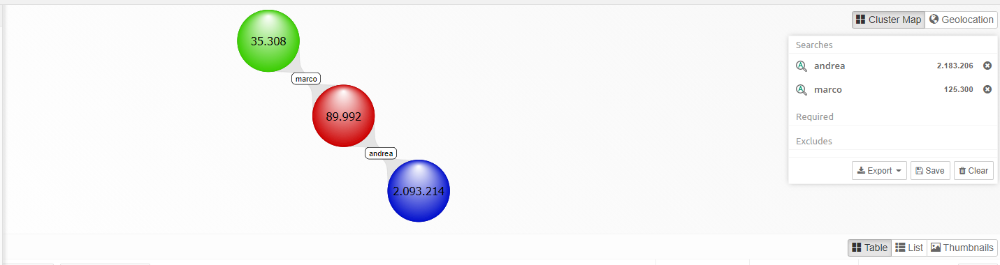 35.308
marco
89.992
andrea
2.093.214
Cluster Map Geolocation
Searches
andrea 2.183.206
marco 125.300
Required
Excludes
Export Save Clear
Table List Thumbnails